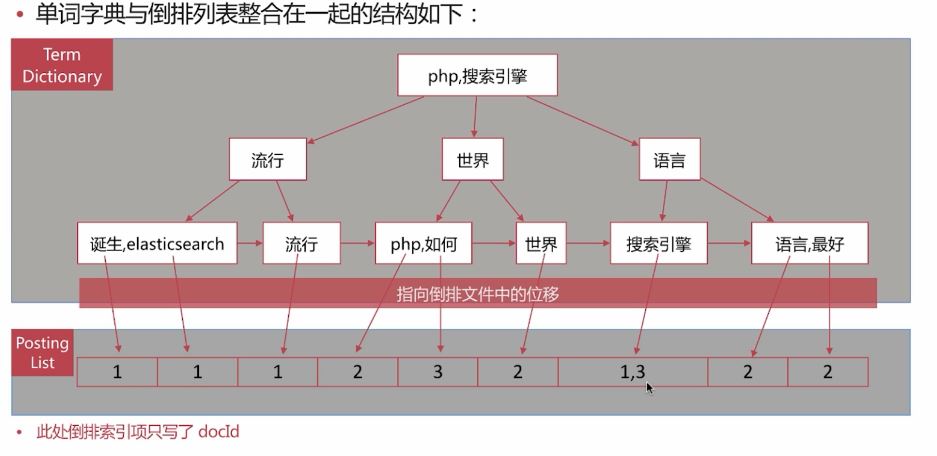 • 单词字典与倒排列表整合在一起的结构如下：
Term
Dictionary
php,搜索引擎
流行
世界
语言
诞生,elasticsearch
流行
php,如何
世界
搜索引擎
语言,最好
指向倒排文件中的位移
Posting
List
1
1
1
2
3
2
1,3
2
2
• 此处倒排索引项只写了 docId